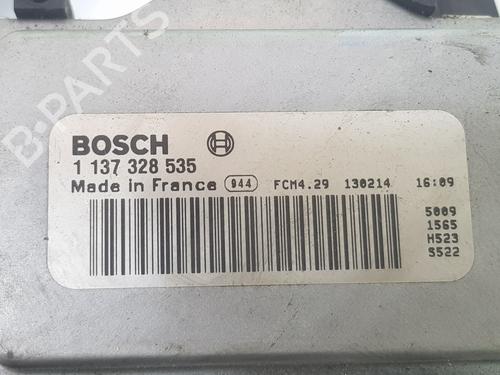 B-PARTS
BOSCH
1 137 328 535
Made in France 944 FCM4.29 130214 16:09
5009
1565
H523
S522